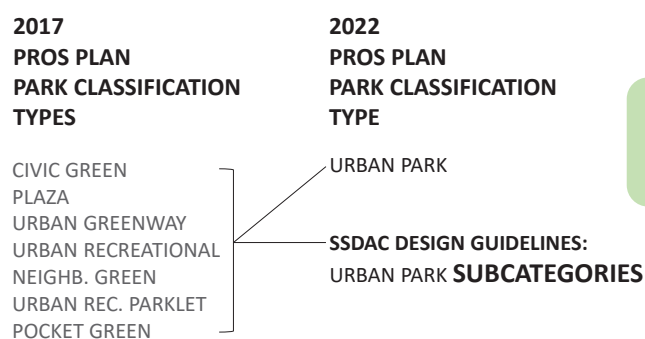 2017
PROS PLAN
PARK CLASSIFICATION
TYPES
CIVIC GREEN
PLAZA
URBAN GREENWAY
URBAN RECREATIONAL
NEIGHB. GREEN
URBAN REC. PARKLET
POCKET GREEN
2022
PROS PLAN
PARK CLASSIFICATION
TYPE
URBAN PARK
SSDAC DESIGN GUIDELINES:
URBAN PARK SUBCATEGORIES